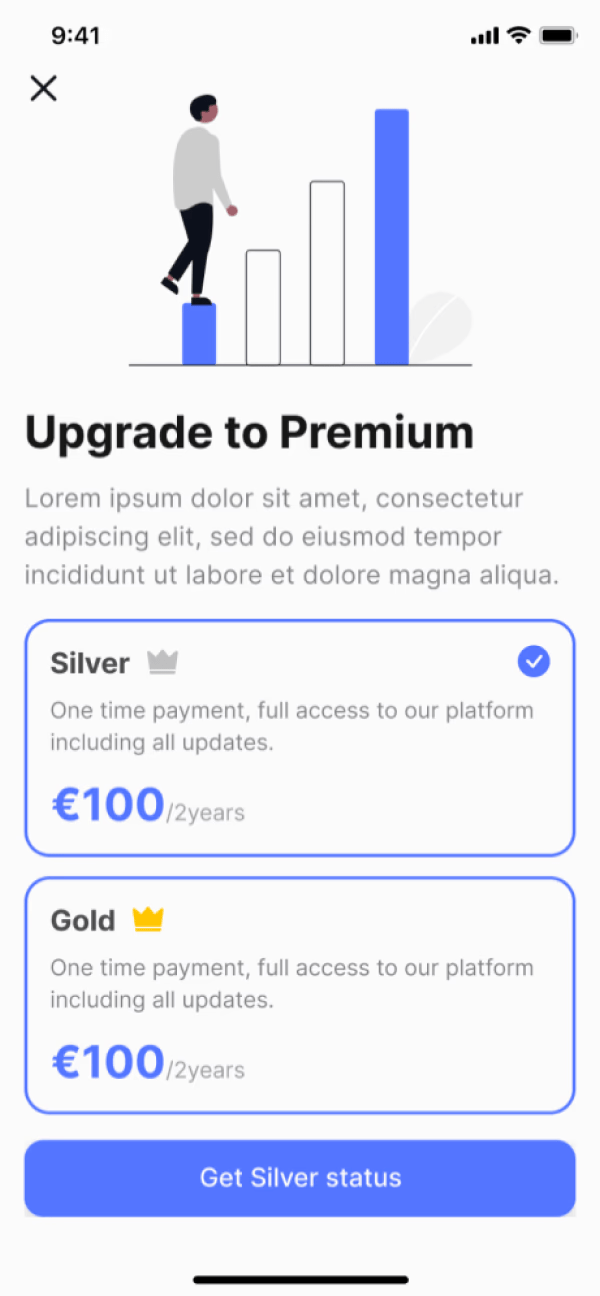 9:41
Upgrade to Premium
Lorem ipsum dolor sit amet, consectetur
adipiscing elit, sed do eiusmod tempor
incididunt ut labore et dolore magna aliqua.
Silver
One time payment, full access to our platform
including all updates.
€100/2years
Gold
One time payment, full access to our platform
including all updates.
€100/2years
Get Silver status